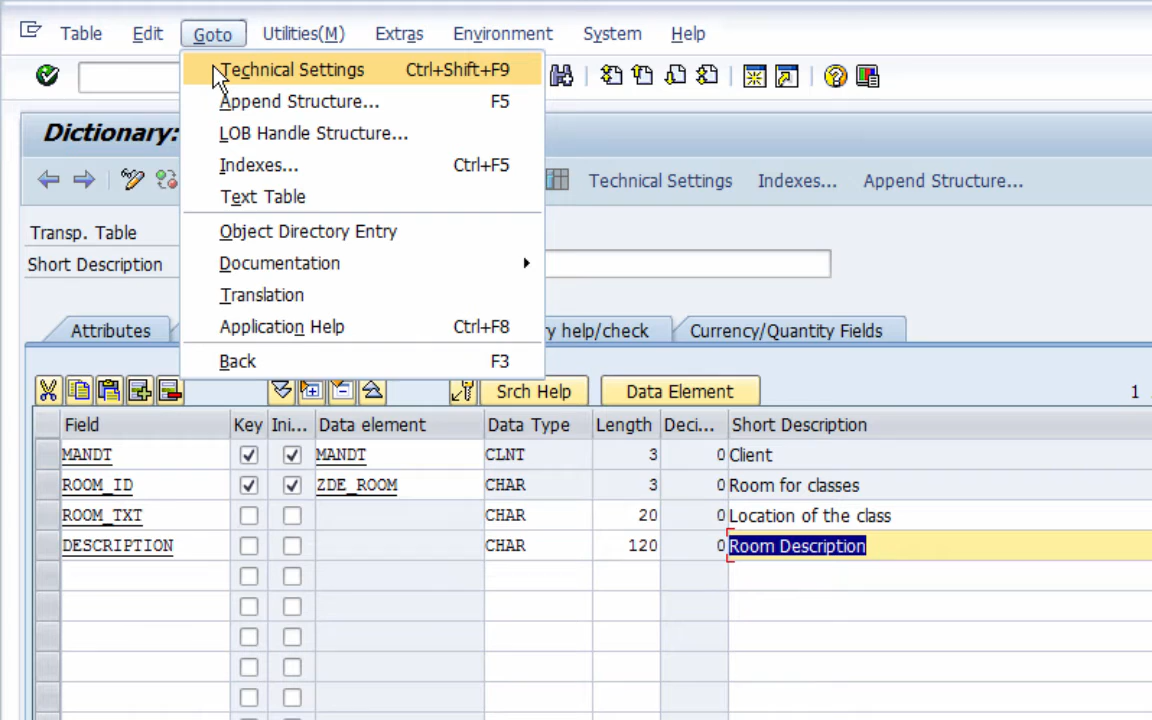 Table Edit Goto Utilities(M) Extras Environment System Help
Technical Settings Ctrl+Shift+F9
Append Structure... F5
LOB Handle Structure...
Indexes... Ctrl+F5
Text Table
Object Directory Entry
Documentation
Translation
Application Help Ctrl+F8
Back F3
Dictionary:
Technical Settings Indexes... Append Structure...
Transp. Table
Short Description
Attributes help/check Currency/Quantity Fields
Srch Help Data Element 1
Field Key Ini... Data element Data Type Length Deci... Short Description
MANDT MANDT CLNT 3 0 Client
ROOM_ID ZDE_ROOM CHAR 3 0 Room for classes
ROOM_TXT CHAR 20 0 Location of the class
DESCRIPTION CHAR 120 0 Room Description